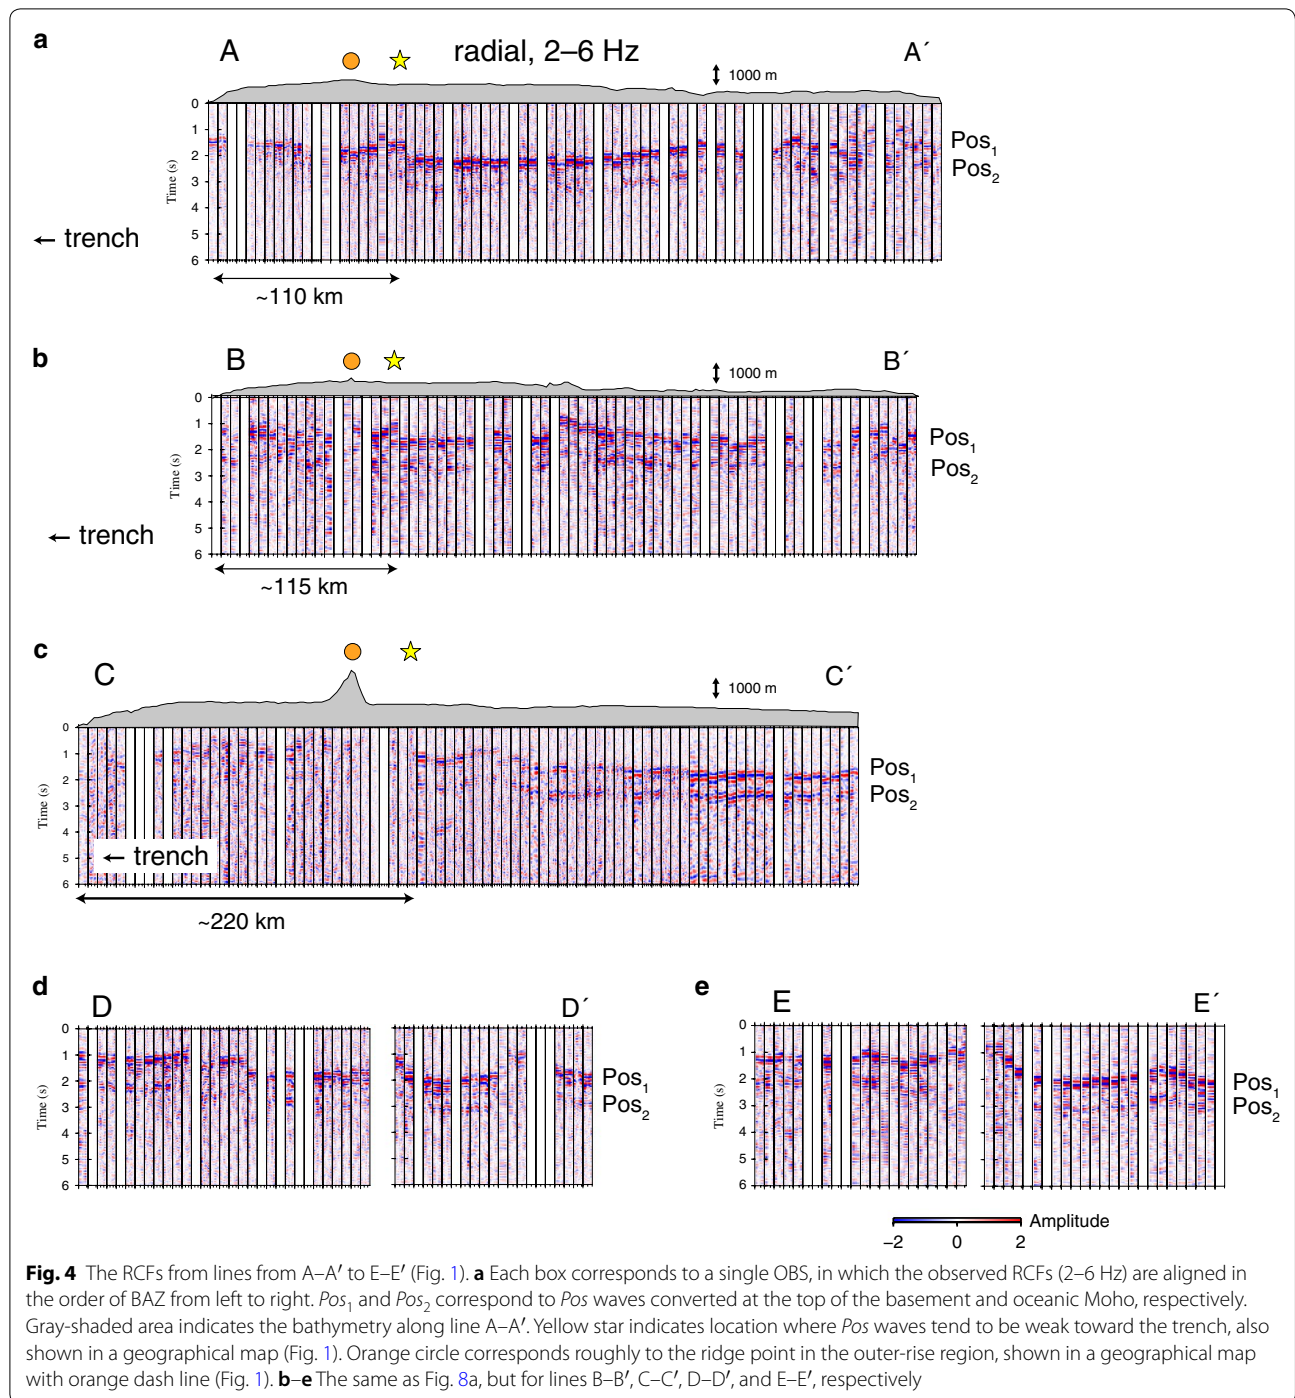 a
A
radial, 2–6 Hz
A´
1000 m
0
1
2
3
4
5
6
Time (s)
Pos1
Pos2
← trench
~110 km
b
B
B´
1000 m
0
1
2
3
4
5
6
Time (s)
Pos1
Pos2
← trench
~115 km
c
C
C´
1000 m
0
1
2
3
4
5
6
Time (s)
Pos1
Pos2
← trench
~220 km
d
D
D´
0
1
2
3
4
5
6
Time (s)
Pos1
Pos2
e
E
E´
0
1
2
3
4
5
6
Time (s)
Pos1
Pos2
Amplitude
−2 0 2
Fig. 4 The RCFs from lines from A–A′ to E–E′ (Fig. 1). a Each box corresponds to a single OBS, in which the observed RCFs (2–6 Hz) are aligned in
the order of BAZ from left to right. Pos1 and Pos2 correspond to Pos waves converted at the top of the basement and oceanic Moho, respectively.
Gray-shaded area indicates the bathymetry along line A–A′. Yellow star indicates location where Pos waves tend to be weak toward the trench, also
shown in a geographical map (Fig. 1). Orange circle corresponds roughly to the ridge point in the outer-rise region, shown in a geographical map
with orange dash line (Fig. 1). b–e The same as Fig. 8a, but for lines B–B′, C–C′, D–D′, and E–E′, respectively